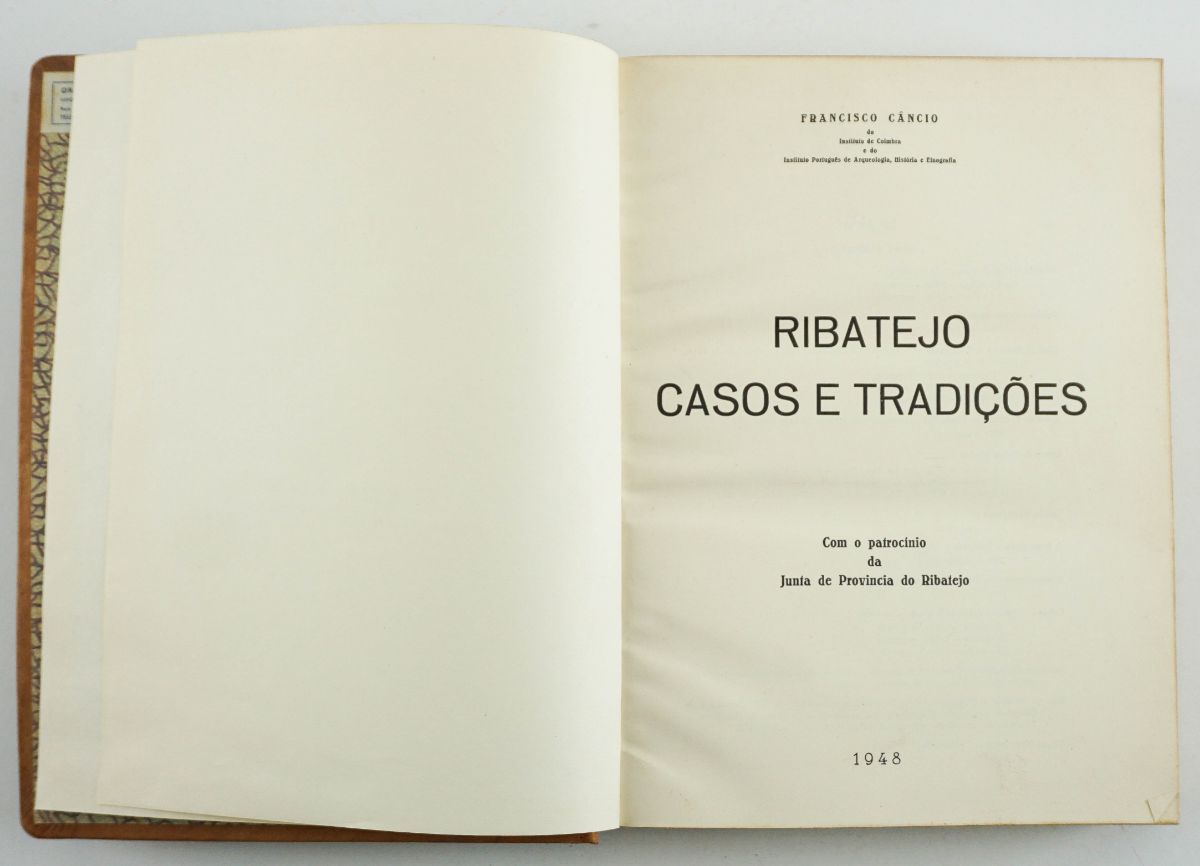 FRANCISCO CÂNCIO
do
Instituto de Coimbra
e do
Instituto Português de Arqueologia, História e Etnografia
RIBATEJO
CASOS E TRADIÇÕES
Com o patrocínio
da
Junta de Provincia do Ribatejo
1948